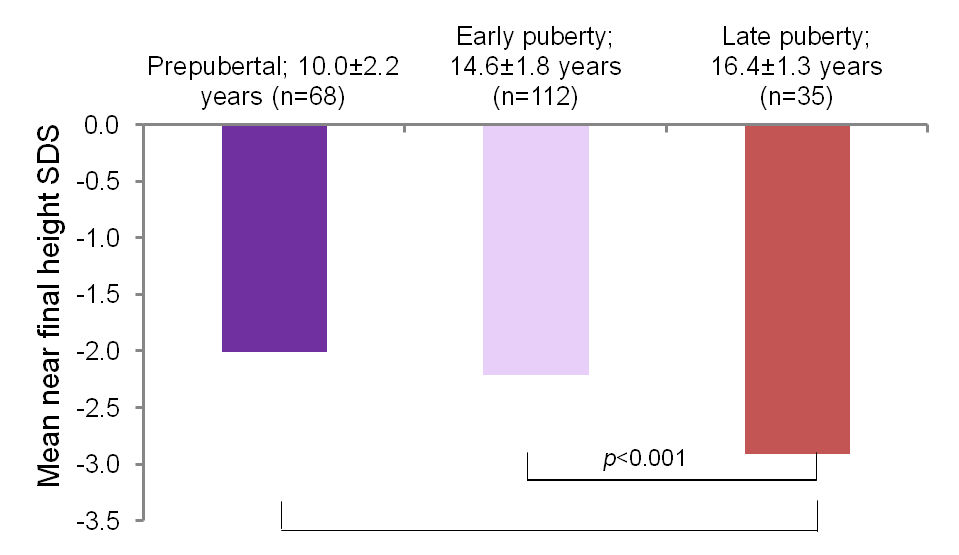 Prepubertal; 10.0±2.2
years (n=68)
Early puberty;
14.6±1.8 years
(n=112)
Late puberty;
16.4±1.3 years
(n=35)
Mean near final height SDS
0.0
-0.5
-1.0
-1.5
-2.0
-2.5
-3.0
-3.5
p<0.001